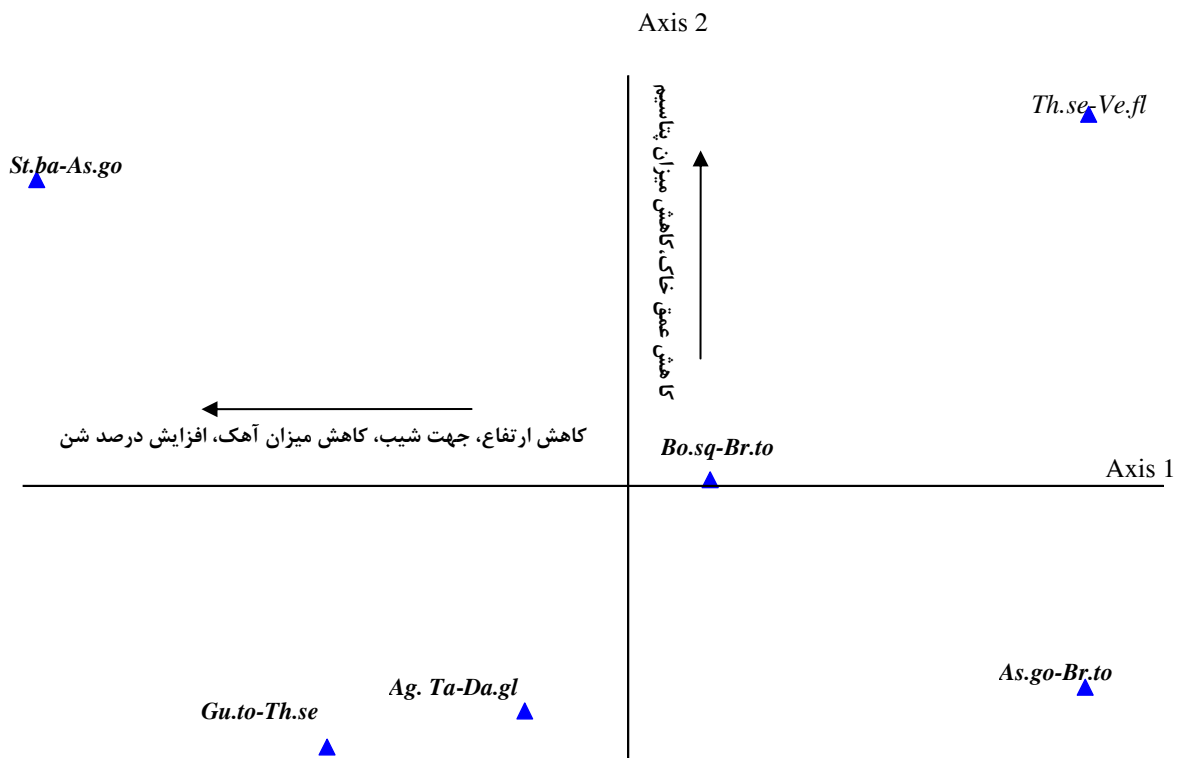 Axis 2
Th.se-Ve.fl
St.ba-As.go
کا هش عمق خاک،کاهش میزان پتاسیم
کاهش ارتفاع، جهت شیب، کاهش میزان آهک، افزایش درصد شن
Bo.sq-Br.to
Axis 1
As.go-Br.to
Ag. Ta-Da.gl
Gu.to-Th.se